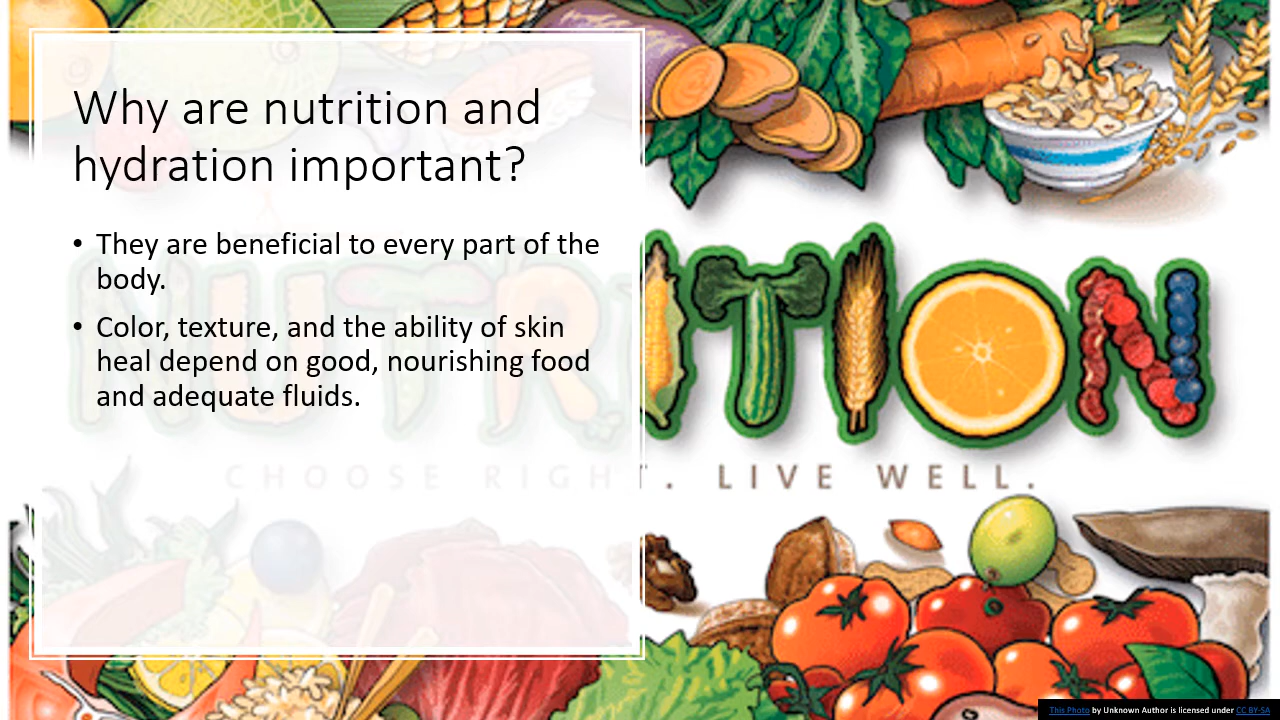 Why are nutrition and
hydration important?
• They are beneficial to every part of the
body.
• Color, texture, and the ability of skin
heal depend on good, nourishing food
and adequate fluids.
NUTRITION
CHOOSE RIGHT. LIVE WELL.
This Photo by Unknown Author is licensed under CC BY-SA